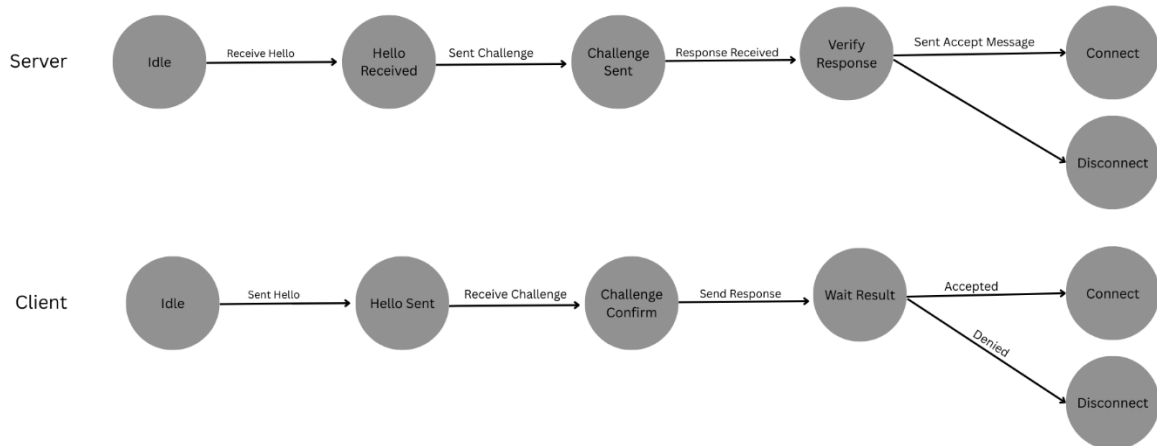 Server
Idle
Receive Hello
Hello
Received
Sent Challenge
Challenge
Sent
Response Received
Verify
Response
Sent Accept Message
Connect
Disconnect
Client
Idle
Sent Hello
Hello Sent
Receive Challenge
Challenge
Confirm
Send Response
Wait Result
Accepted
Connect
Denied
Disconnect